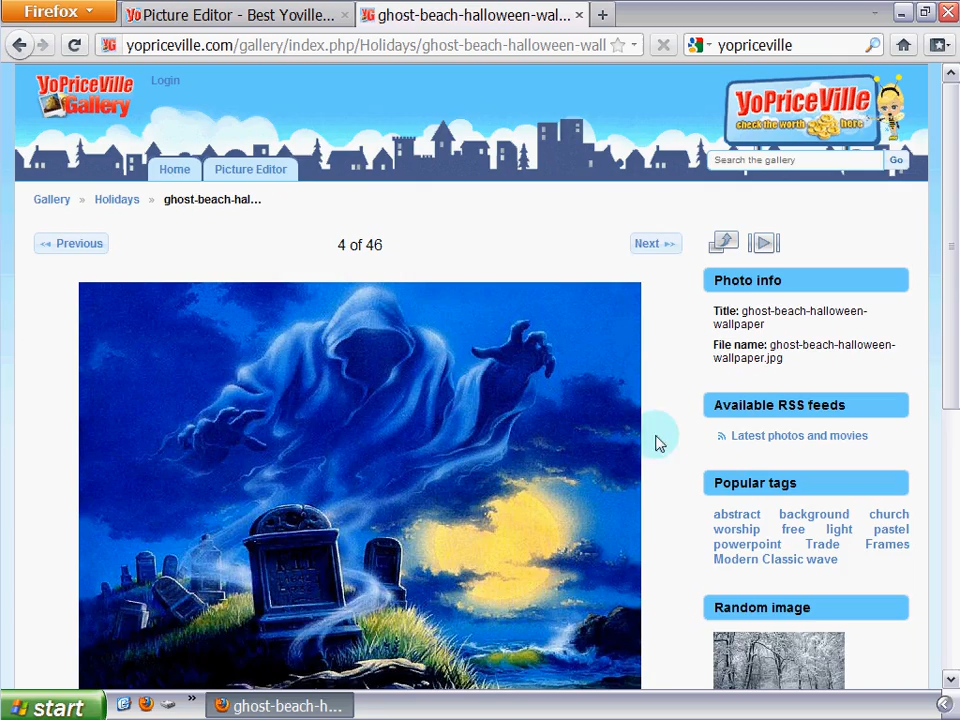 Firefox
Picture Editor - Best Yoville...
ghost-beach-halloween-wal...
yopriceville.com/gallery/index.php/Holidays/ghost-beach-halloween-wall
yopriceville
YoPriceVille
Gallery
Login
YoPriceVille
check the worth here
Home
Picture Editor
Search the gallery
Go
Gallery » Holidays » ghost-beach-hal...
<< Previous
4 of 46
Next >>
Photo info
Title: ghost-beach-halloween-
wallpaper
File name: ghost-beach-halloween-
wallpaper.jpg
Available RSS feeds
Latest photos and movies
Popular tags
abstract background church
worship free light pastel
powerpoint Trade Frames
Modern Classic wave
Random image
start
ghost-beach-h...